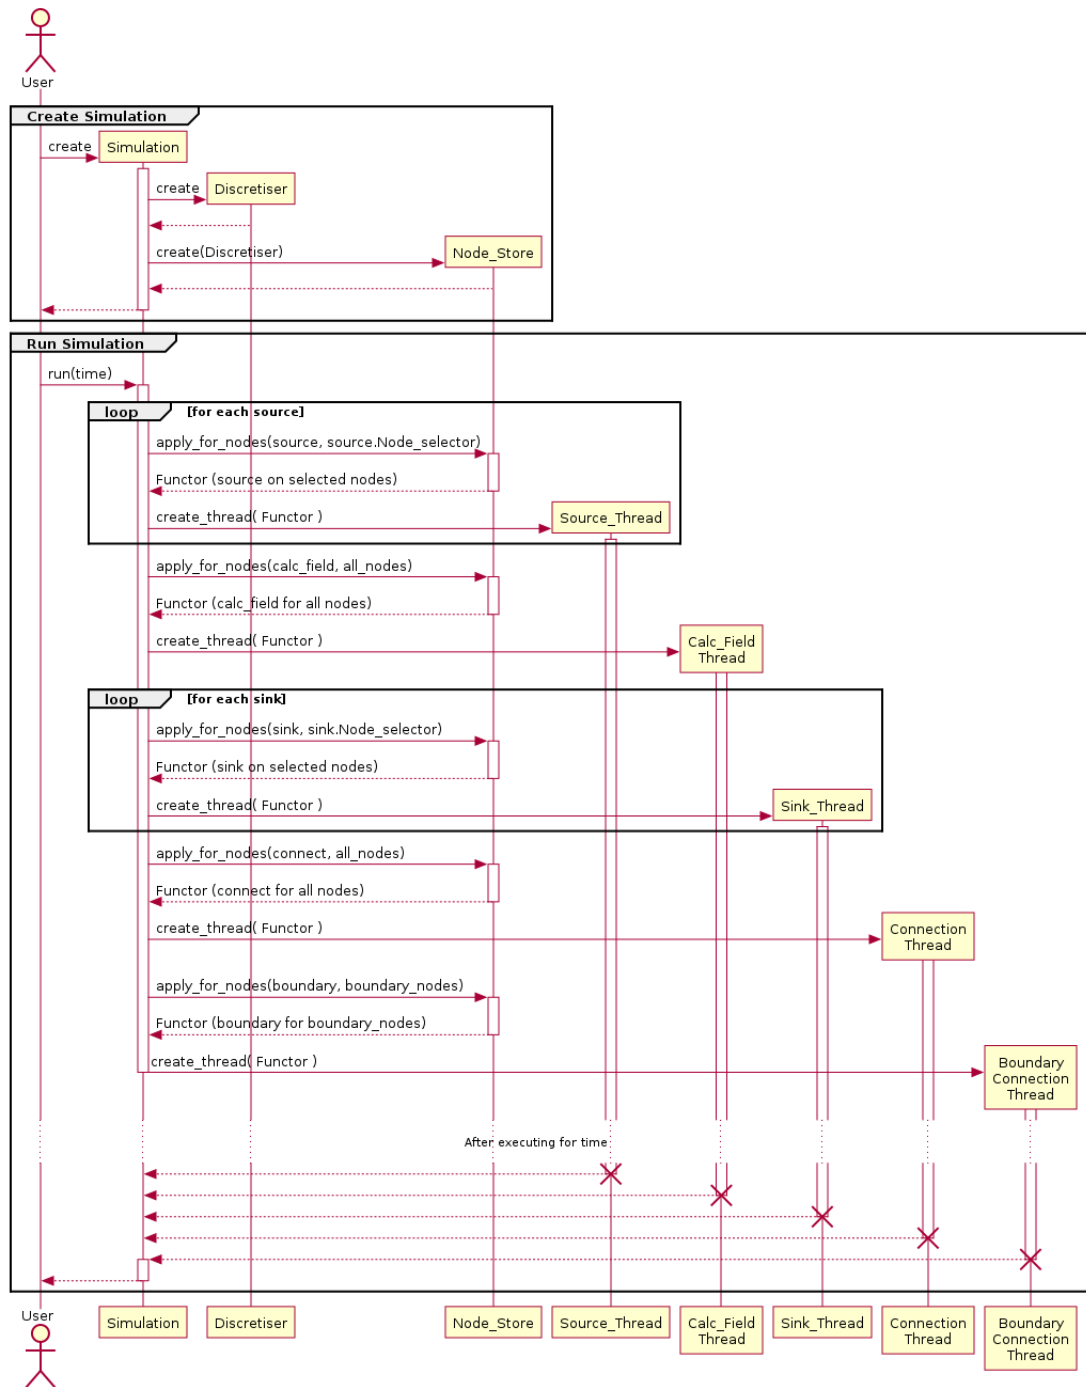 User
Create Simulation
create
Simulation
create
Discretiser
create(Discretiser)
Node_Store
Run Simulation
run(time)
loop [for each source]
apply_for_nodes(source, source.Node_selector)
Functor (source on selected nodes)
create_thread( Functor )
Source_Thread
apply_for_nodes(calc_field, all_nodes)
Functor (calc_field for all nodes)
create_thread( Functor )
Calc_Field
Thread
loop [for each sink]
apply_for_nodes(sink, sink.Node_selector)
Functor (sink on selected nodes)
create_thread( Functor )
Sink_Thread
apply_for_nodes(connect, all_nodes)
Functor (connect for all nodes)
create_thread( Functor )
Connection
Thread
apply_for_nodes(boundary, boundary_nodes)
Functor (boundary for boundary_nodes)
create_thread( Functor )
Boundary
Connection
Thread
After executing for time
User
Simulation
Discretiser
Node_Store
Source_Thread
Calc_Field
Thread
Sink_Thread
Connection
Thread
Boundary
Connection
Thread